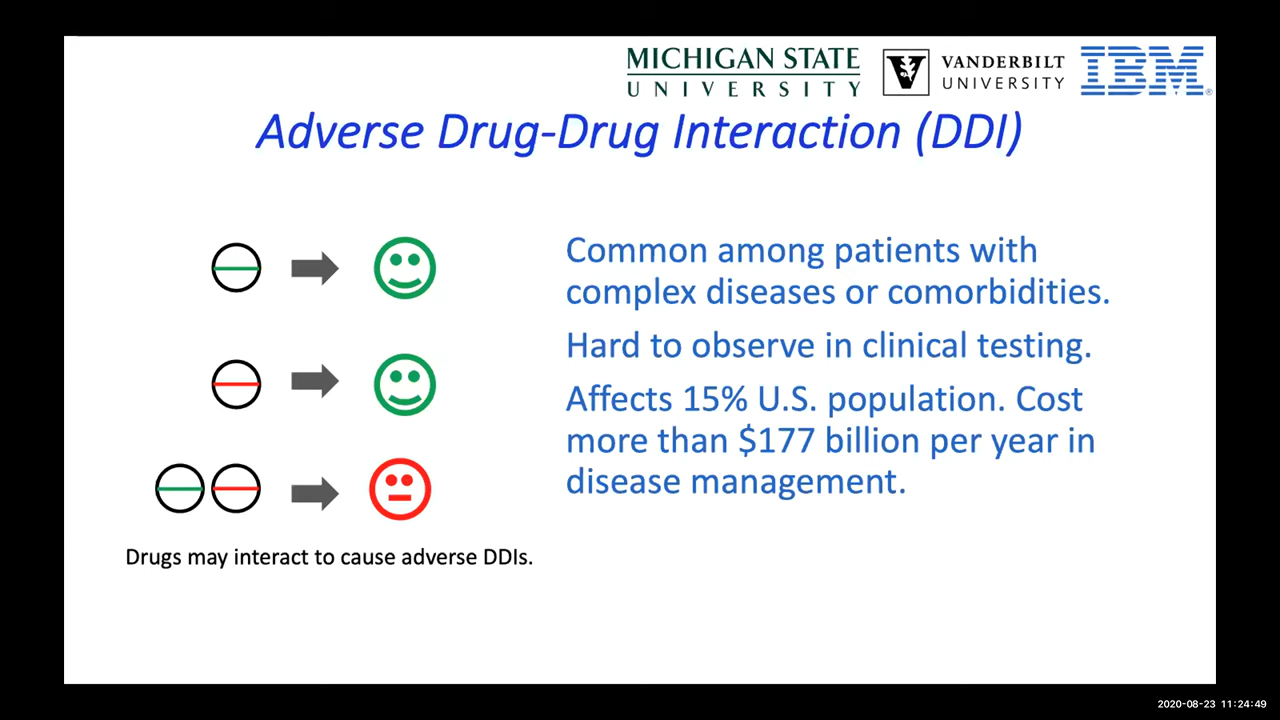 MICHIGAN STATE
UNIVERSITY
VANDERBILT
UNIVERSITY
IBM®
Adverse Drug-Drug Interaction (DDI)
Common among patients with
complex diseases or comorbidities.
Hard to observe in clinical testing.
Affects 15% U.S. population. Cost
more than $177 billion per year in
disease management.
Drugs may interact to cause adverse DDIs.
2020-08-23 11:24:49